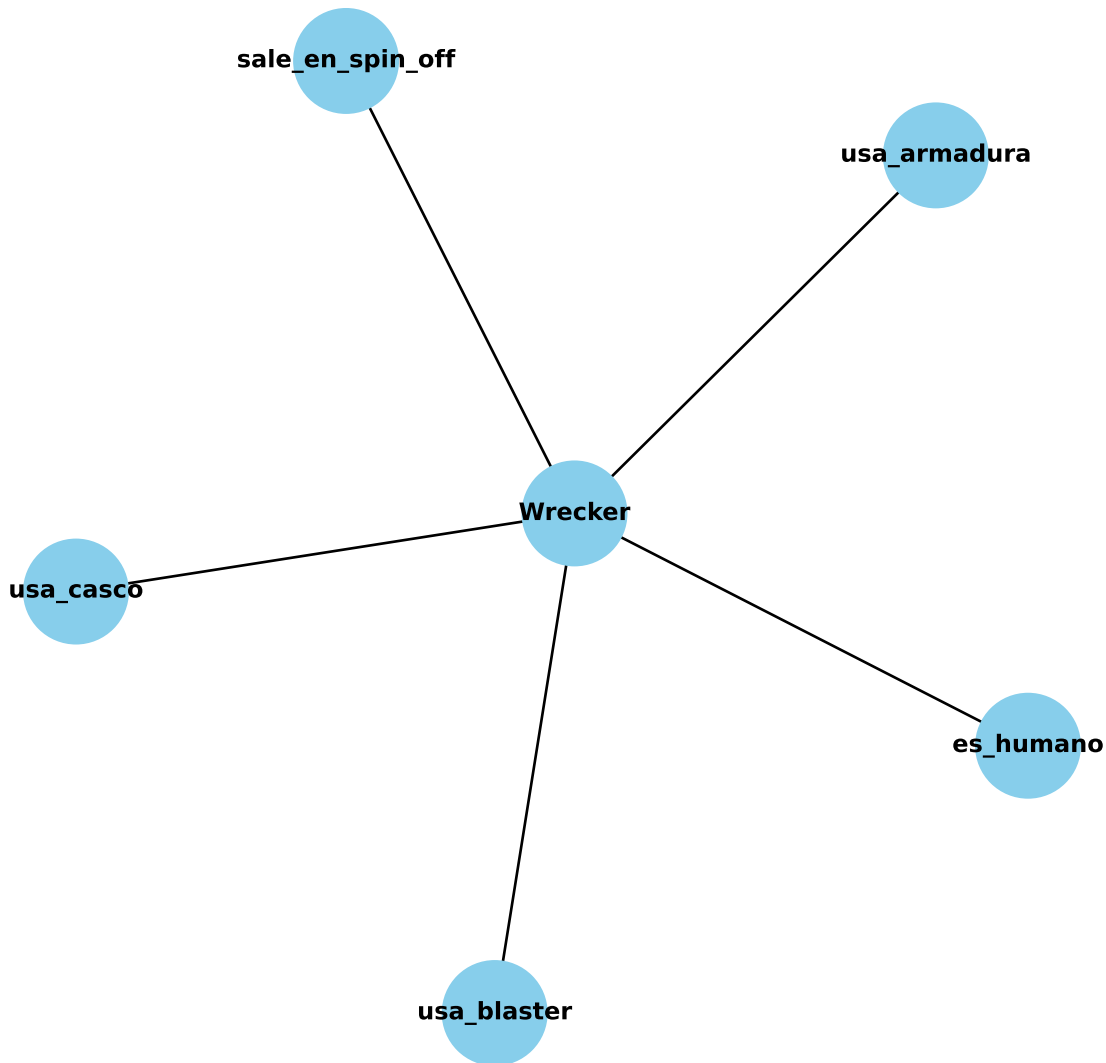 sale_en_spin_off
usa_armadura
Wrecker
usa_casco
es_humano
usa_blaster